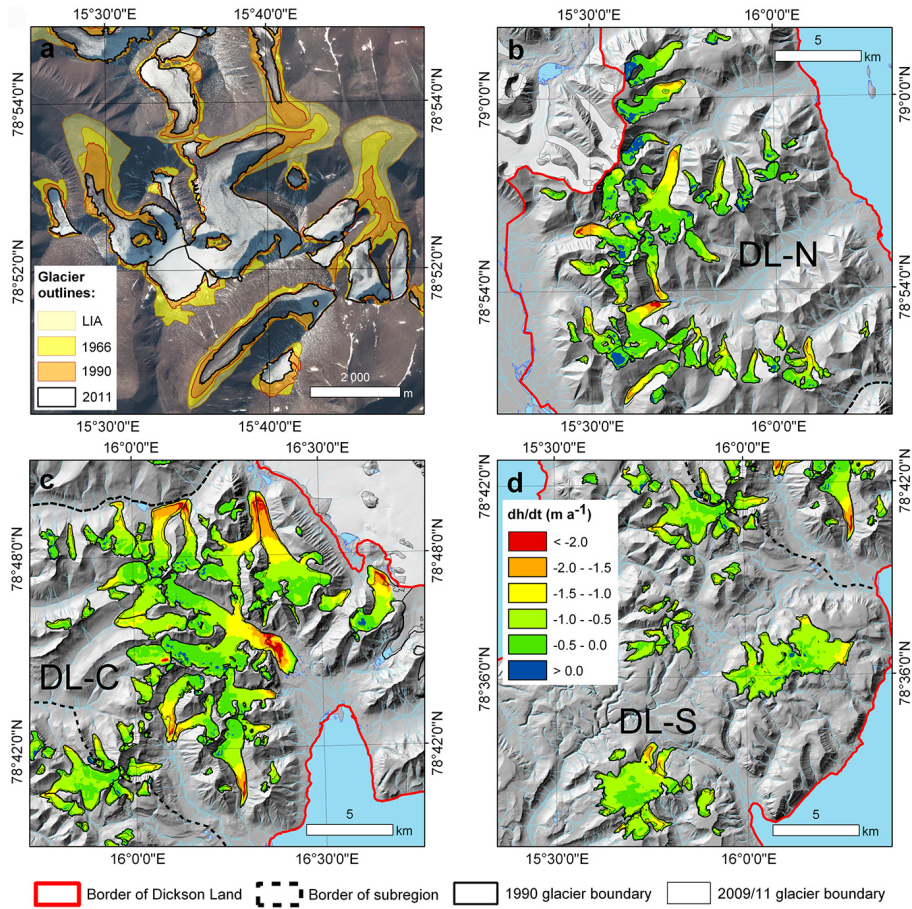 15°30'0"E
15°40'0"E
a
78°54'0"N
78°54'0"N
78°52'0"N
78°52'0"N
Glacier
outlines:
LIA
1966
1990
2011
2 000
m
15°30'0"E
15°40'0"E
15°30'0"E
16°0'0"E
b
5
km
79°0'0"N
79°0'0"N
DL-N
78°54'0"N
78°54'0"N
15°30'0"E
16°0'0"E
16°0'0"E
16°30'0"E
c
78°48'0"N
78°48'0"N
DL-C
78°42'0"N
78°42'0"N
5
km
16°0'0"E
16°30'0"E
15°30'0"E
16°0'0"E
d
78°42'0"N
78°42'0"N
dh/dt (m a⁻¹)
< -2.0
-2.0 - -1.5
-1.5 - -1.0
-1.0 - -0.5
-0.5 - 0.0
> 0.0
78°36'0"N
78°36'0"N
DL-S
5
km
15°30'0"E
16°0'0"E
Border of Dickson Land
Border of subregion
1990 glacier boundary
2009/11 glacier boundary